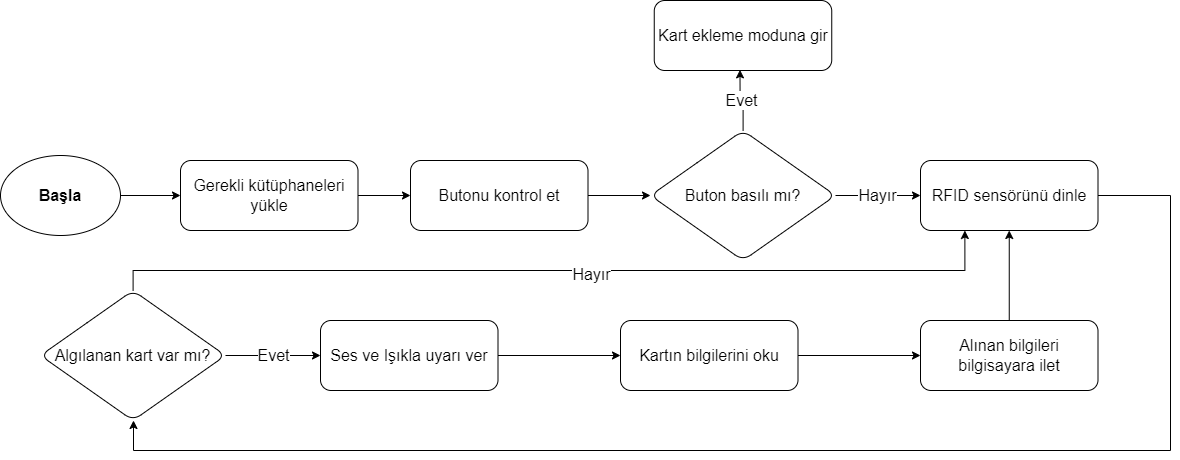 Kart ekleme moduna gir
Evet
Başla
Gerekli kütüphaneleri
yükle
Butonu kontrol et
Buton basılı mı?
Hayır
RFID sensörünü dinle
Hayır
Algılanan kart var mı?
Evet
Ses ve Işıkla uyarı ver
Kartın bilgilerini oku
Alınan bilgileri
bilgisayara ilet